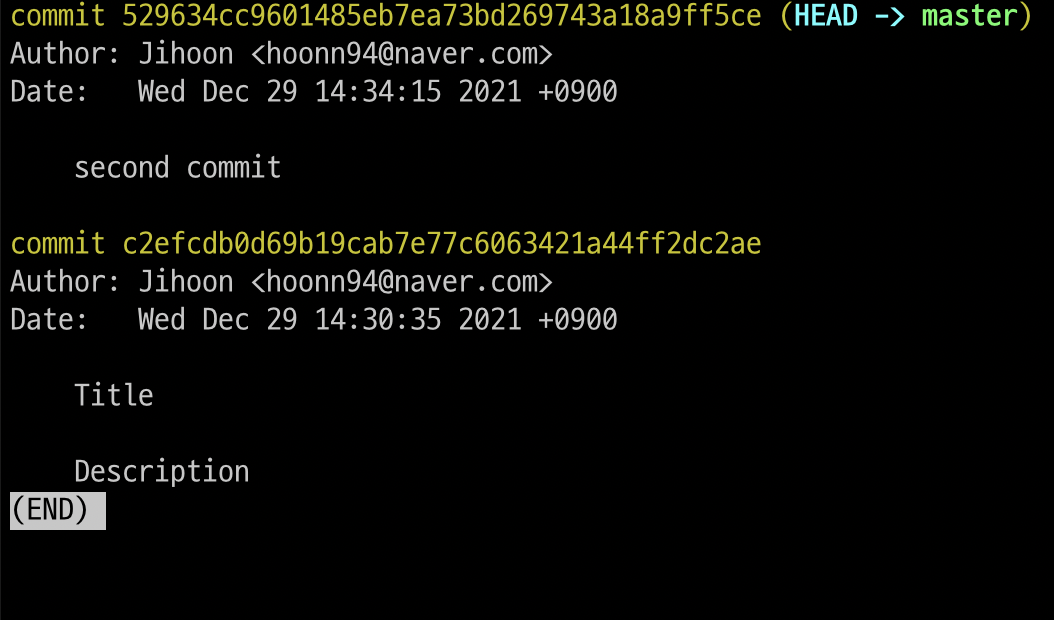 commit 529634cc9601485eb7ea73bd269743a18a9ff5ce (HEAD -> master)
Author: Jihoon <hoonn94@naver.com>
Date:   Wed Dec 29 14:34:15 2021 +0900
second commit
commit c2efcdb0d69b19cab7e77c6063421a44ff2dc2ae
Author: Jihoon <hoonn94@naver.com>
Date:   Wed Dec 29 14:30:35 2021 +0900
Title
Description
(END)